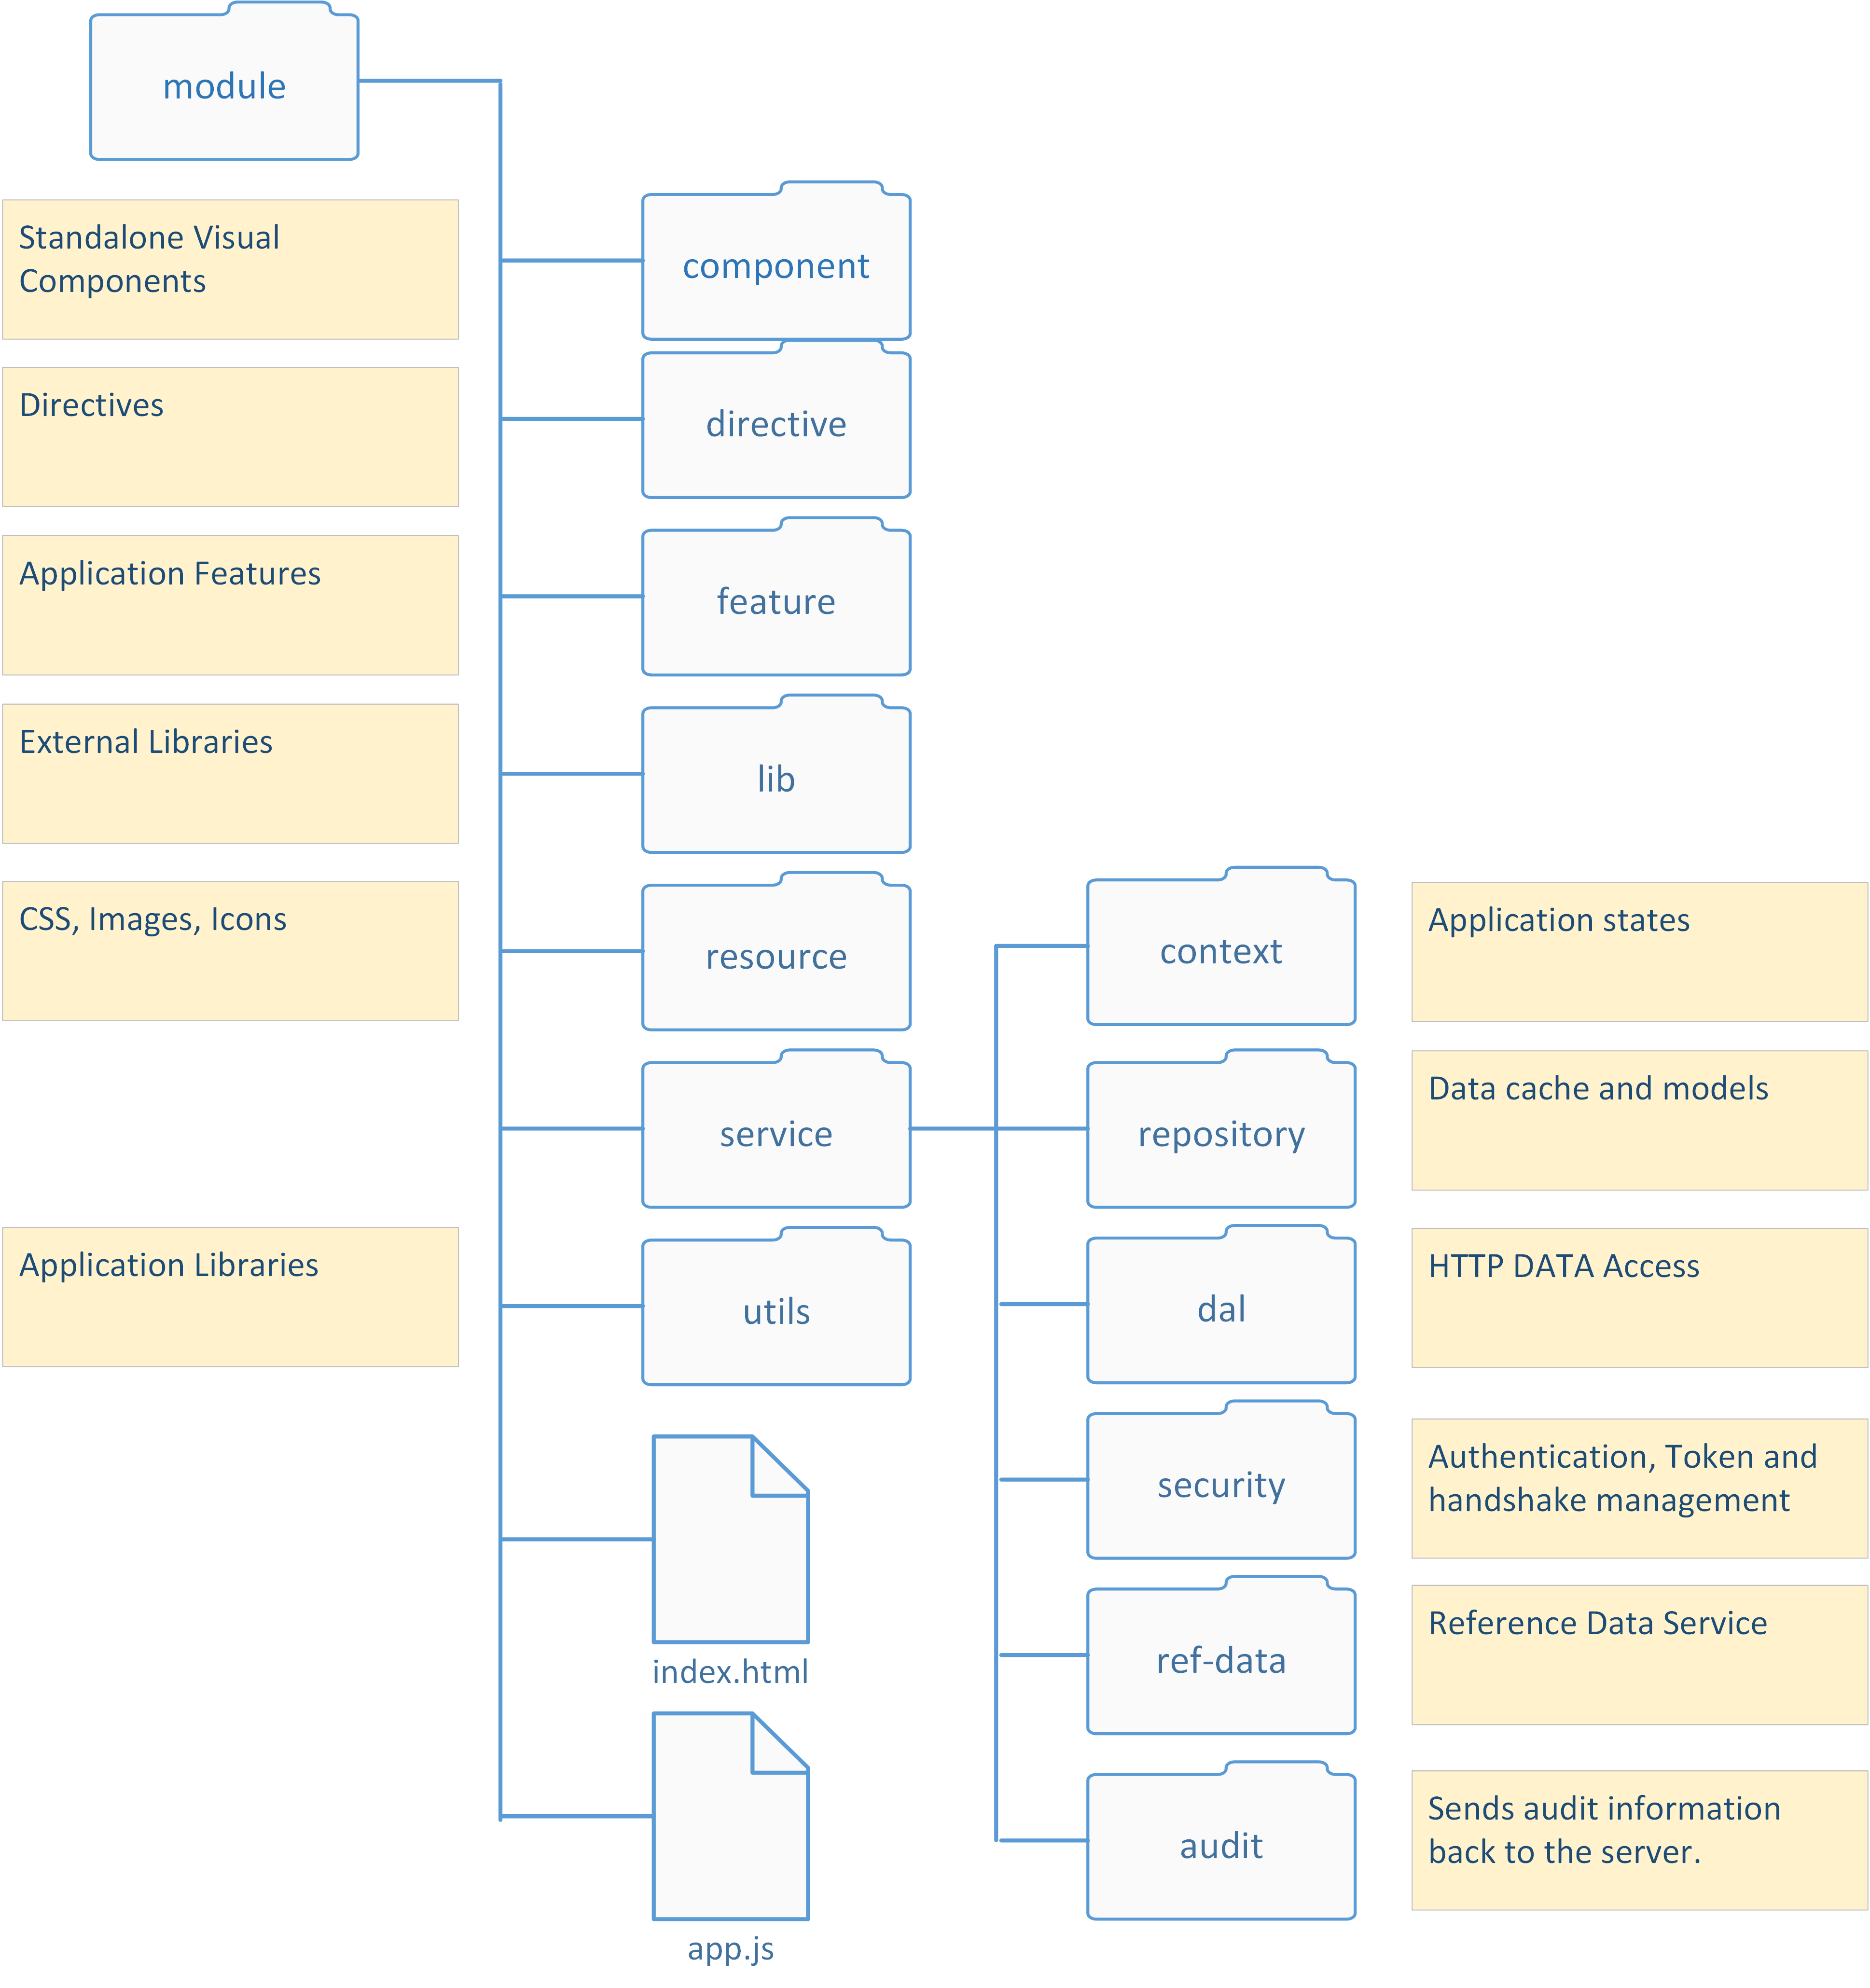 module
Standalone Visual
Components
component
Directives
directive
Application Features
feature
External Libraries
lib
CSS, Images, Icons
resource
context
Application states
service
repository
Data cache and models
Application Libraries
utils
dal
HTTP DATA Access
security
Authentication, Token and
handshake management
index.html
ref-data
Reference Data Service
app.js
audit
Sends audit information
back to the server.